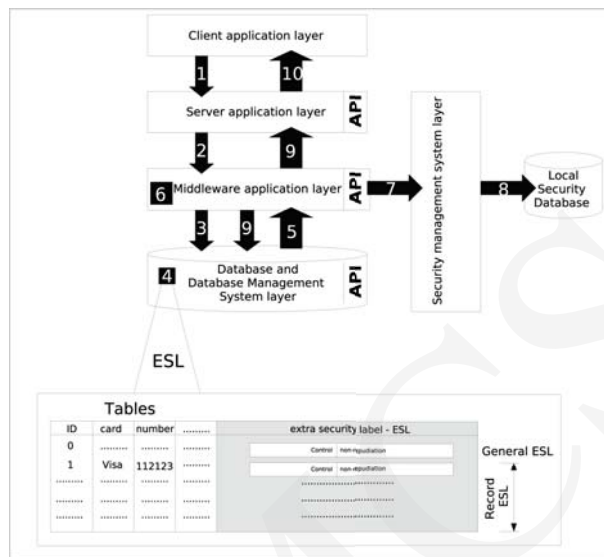 Client application layer
1
10
Server application layer
API
2
9
6
Middleware application layer
API
7
Security management system layer
8
Local
Security
Database
3
9
5
4
Database and
Database Management
System layer
API
ESL
Tables
ID card number .........
extra security label - ESL
0 ......... ......... .........
Control non-repudiation
General ESL
1 Visa 112123 .........
Control non-repudiation
Record
ESL
......... ......... ......... .........
......... ......... ......... .........
......... ......... ......... .........